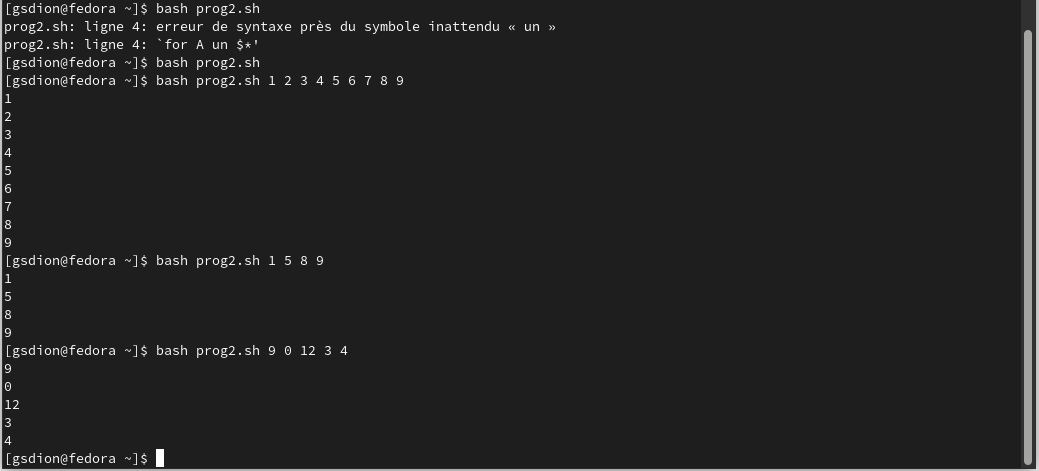 [gsdion@fedora ~]$ bash prog2.sh
prog2.sh: ligne 4: erreur de syntaxe près du symbole inattendu « un »
prog2.sh: ligne 4: `for A un $*'
[gsdion@fedora ~]$ bash prog2.sh
[gsdion@fedora ~]$ bash prog2.sh 1 2 3 4 5 6 7 8 9
1
2
3
4
5
6
7
8
9
[gsdion@fedora ~]$ bash prog2.sh 1 5 8 9
1
5
8
9
[gsdion@fedora ~]$ bash prog2.sh 9 0 12 3 4
9
0
12
3
4
[gsdion@fedora ~]$